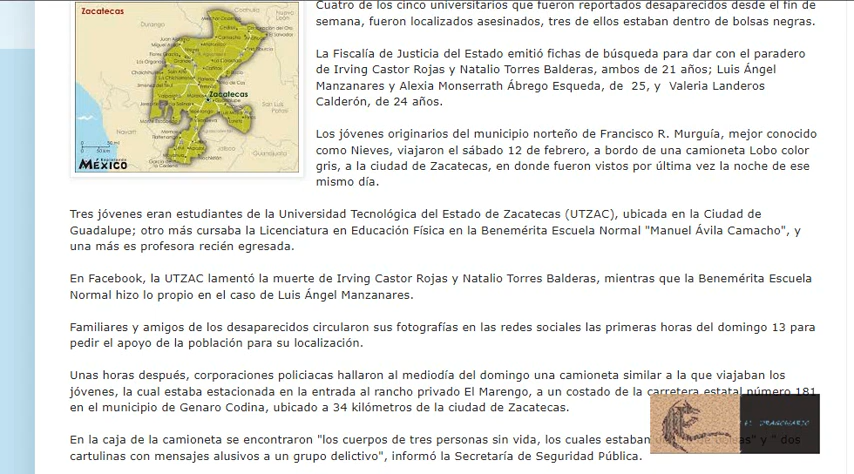 Zacatecas
Cuatro de los cinco universitarios que fueron reportados desaparecidos desde el fin de
semana, fueron localizados asesinados, tres de ellos estaban dentro de bolsas negras.
La Fiscalía de Justicia del Estado emitió fichas de búsqueda para dar con el paradero
de Irving Castor Rojas y Natalio Torres Balderas, ambos de 21 años; Luis Ángel
Manzanares y Alexia Monserrath Ábrego Esqueda, de 25, y Valeria Landeros
Calderón, de 24 años.
Zacatecas
MÉXICO
Los jóvenes originarios del municipio norteño de Francisco R. Murguía, mejor conocido
como Nieves, viajaron el sábado 12 de febrero, a bordo de una camioneta Lobo color
gris, a la ciudad de Zacatecas, en donde fueron vistos por última vez la noche de ese
mismo día.
Tres jóvenes eran estudiantes de la Universidad Tecnológica del Estado de Zacatecas (UTZAC), ubicada en la Ciudad de
Guadalupe; otro más cursaba la Licenciatura en Educación Física en la Benemérita Escuela Normal "Manuel Ávila Camacho", y
una más es profesora recién egresada.
En Facebook, la UTZAC lamentó la muerte de Irving Castor Rojas y Natalio Torres Balderas, mientras que la Benemérita Escuela
Normal hizo lo propio en el caso de Luis Ángel Manzanares.
Familiares y amigos de los desaparecidos circularon sus fotografías en las redes sociales las primeras horas del domingo 13 para
pedir el apoyo de la población para su localización.
Unas horas después, corporaciones policiacas hallaron al mediodía del domingo una camioneta similar a la que viajaban los
jóvenes, la cual estaba estacionada en la entrada al rancho privado El Marengo, a un costado de la carretera estatal número 181
en el municipio de Genaro Codina, ubicado a 34 kilómetros de la ciudad de Zacatecas.
En la caja de la camioneta se encontraron "los cuerpos de tres personas sin vida, los cuales estaban y " dos
cartulinas con mensajes alusivos a un grupo delictivo", informó la Secretaría de Seguridad Pública.